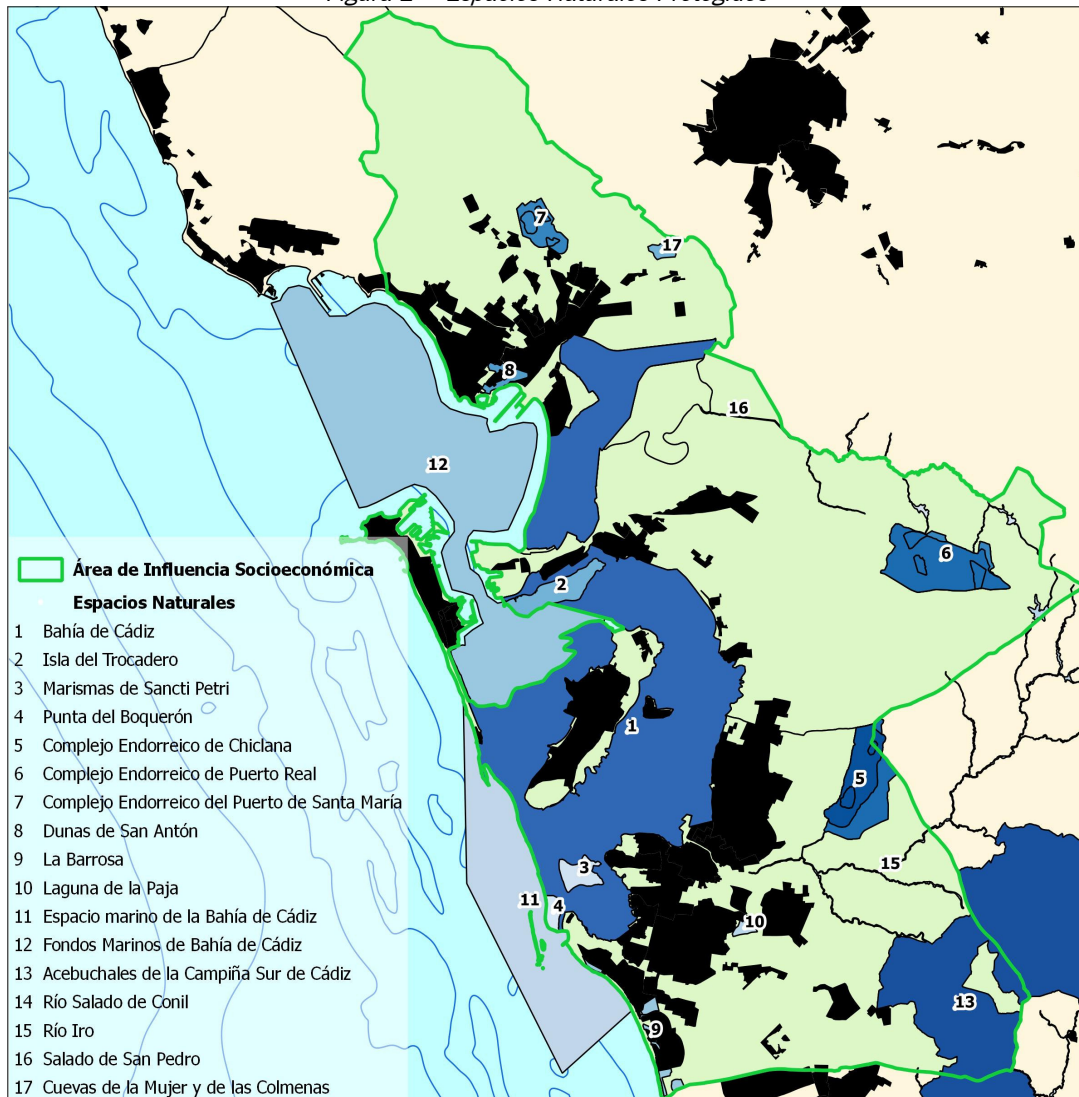 7
17
8
16
12
6
2
1
5
3
15
4
11
10
13
9
Área de Influencia Socioeconómica
Espacios Naturales
1 Bahía de Cádiz
2 Isla del Trocadero
3 Marismas de Sancti Petri
4 Punta del Boquerón
5 Complejo Endorreico de Chiclana
6 Complejo Endorreico de Puerto Real
7 Complejo Endorreico del Puerto de Santa María
8 Dunas de San Antón
9 La Barrosa
10 Laguna de la Paja
11 Espacio marino de la Bahía de Cádiz
12 Fondos Marinos de Bahía de Cádiz
13 Acebuchales de la Campiña Sur de Cádiz
14 Río Salado de Conil
15 Río Iro
16 Salado de San Pedro
17 Cuevas de la Mujer y de las Colmenas